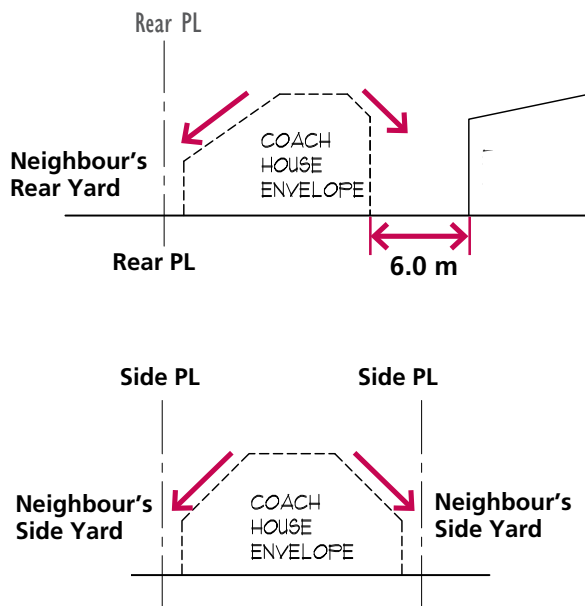 Rear PL
COACH
HOUSE
ENVELOPE
Neighbour's
Rear Yard
Rear PL
6.0 m
Side PL
Side PL
Neighbour's
Side Yard
COACH
HOUSE
ENVELOPE
Neighbour's
Side Yard